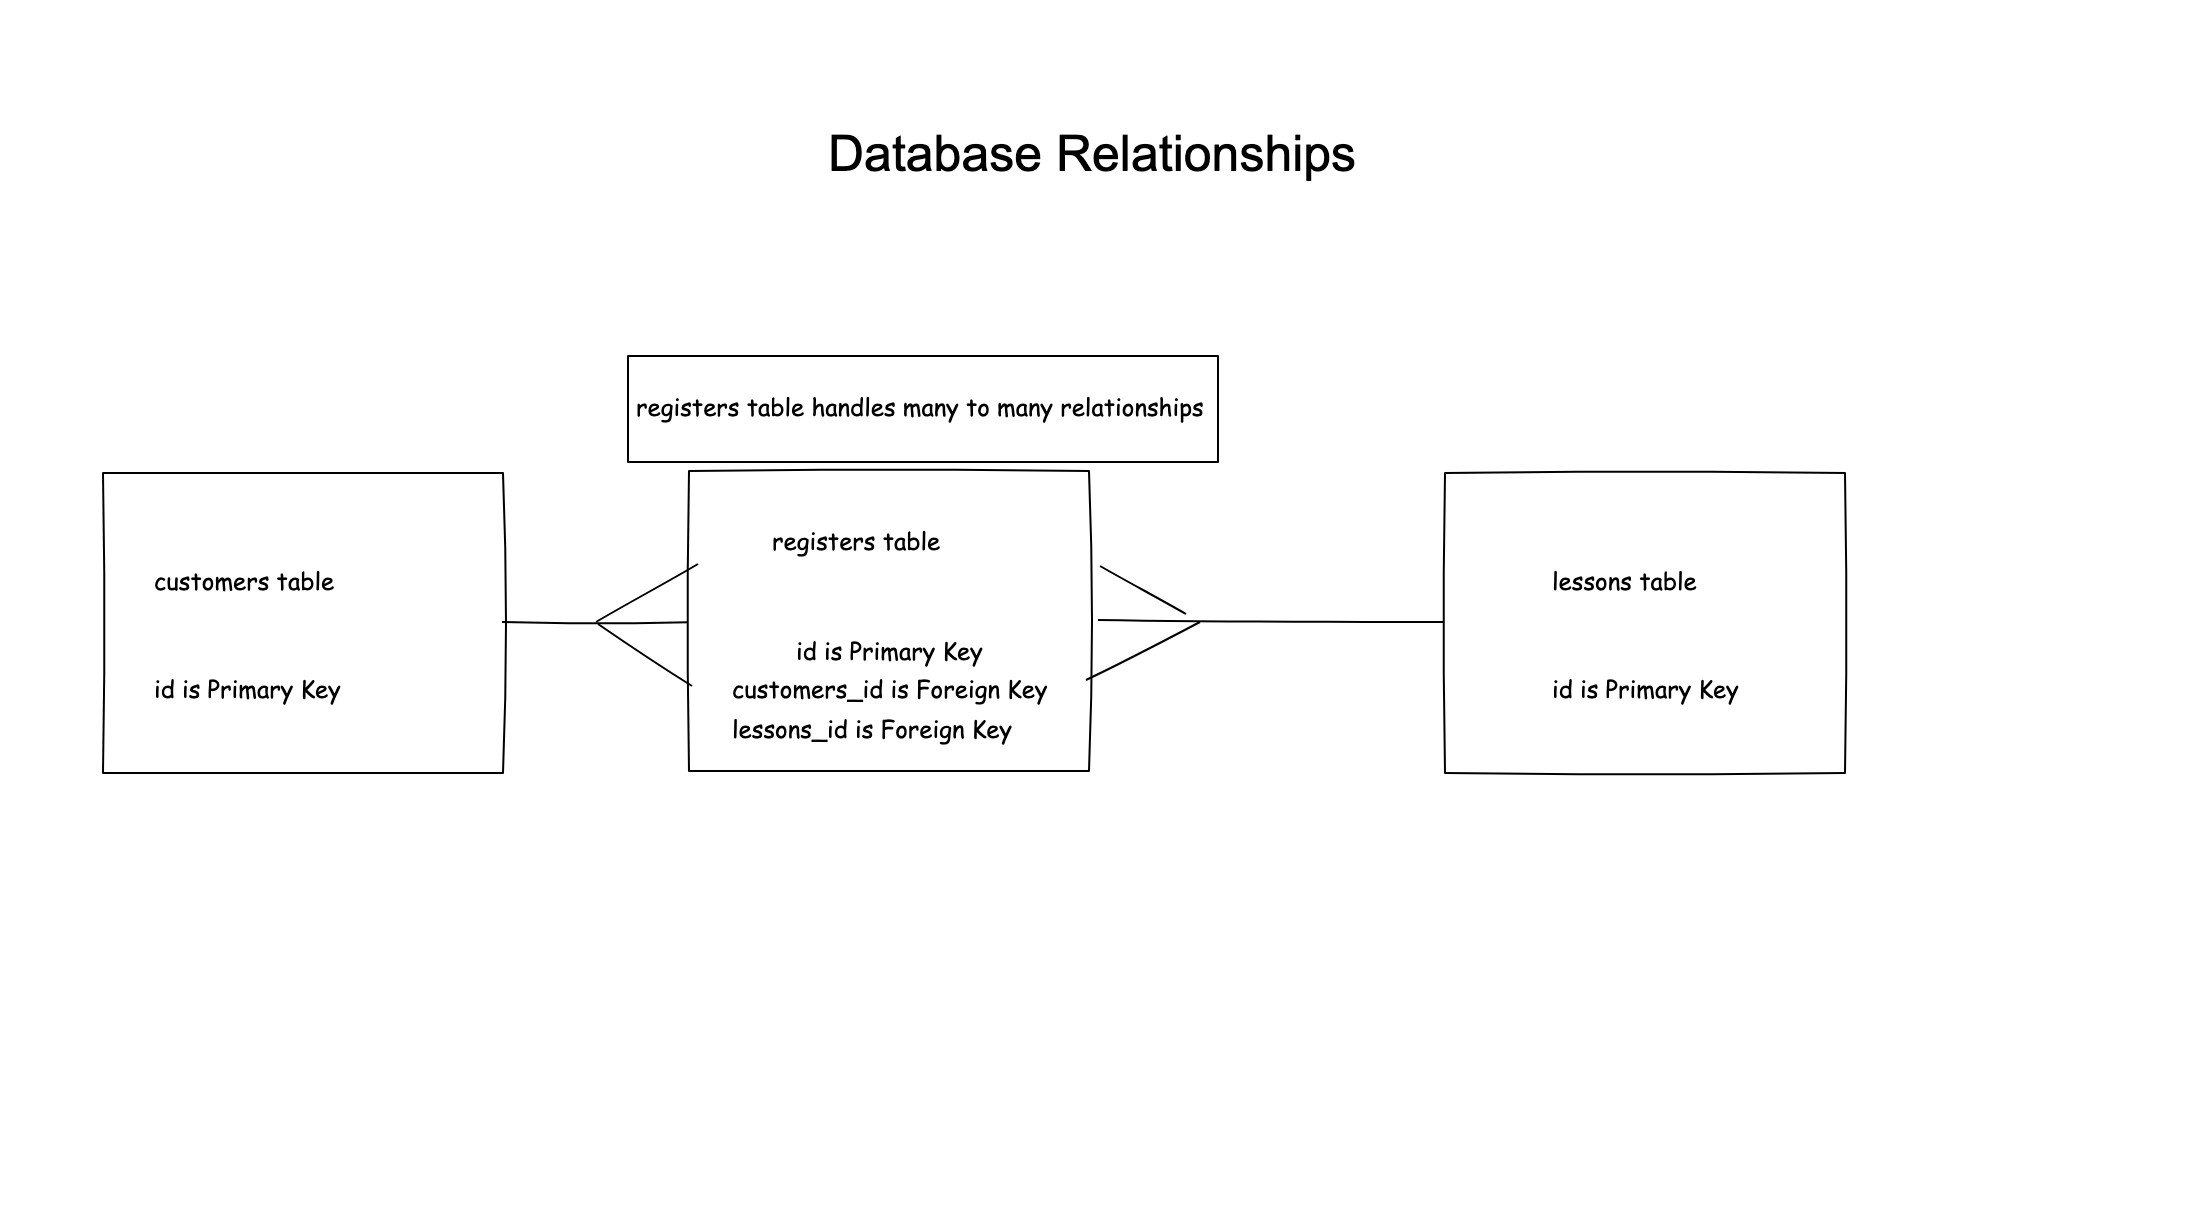 Database Relationships
registers table handles many to many relationships
customers table
id is Primary Key
registers table
id is Primary Key
customers_id is Foreign Key
lessons_id is Foreign Key
lessons table
id is Primary Key